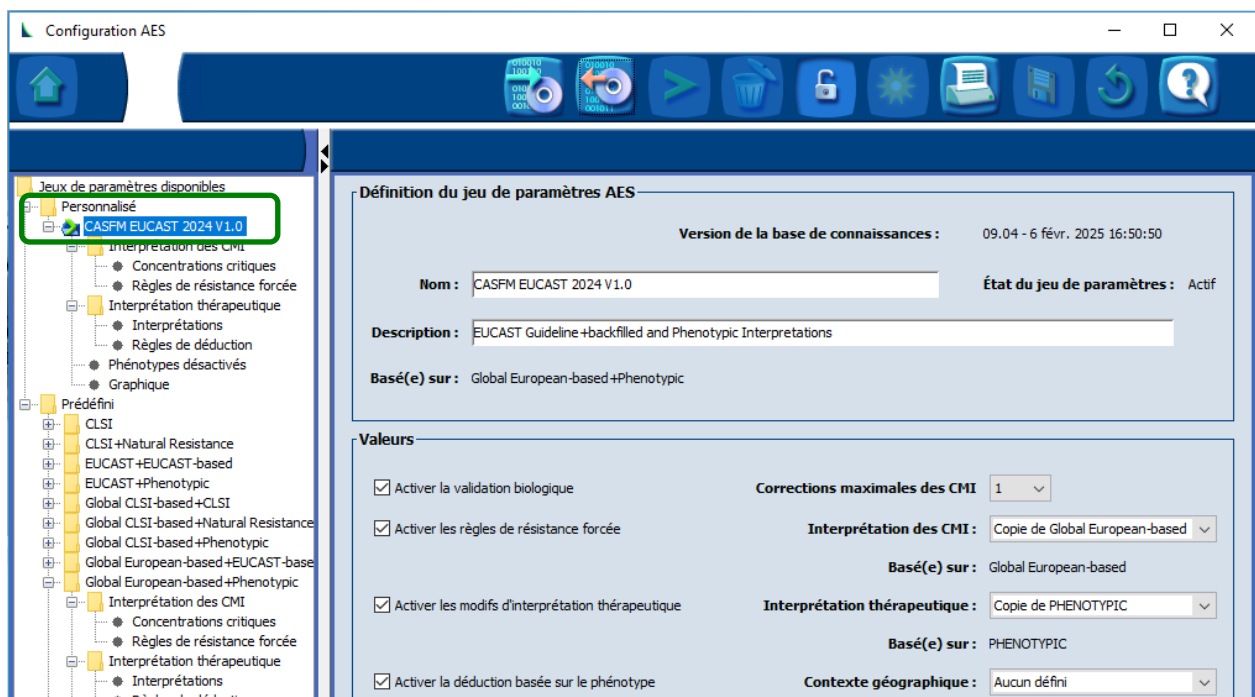 Configuration AES
Jeux de paramètres disponibles
Personnalisé
CASFM EUCAST 2024 V1.0
Interprétation des CMI
Concentrations critiques
Règles de résistance forcée
Interprétation thérapeutique
Interprétations
Règles de déduction
Phénotypes désactivés
Graphique
Prédéfini
CLSI
CLSI+Natural Resistance
EUCAST+EUCAST-based
EUCAST+Phenotypic
Global CLSI-based+CLSI
Global CLSI-based+Natural Resistance
Global CLSI-based+Phenotypic
Global European-based+EUCAST-base
Global European-based+Phenotypic
Interprétation des CMI
Concentrations critiques
Règles de résistance forcée
Interprétation thérapeutique
Interprétations
Définition du jeu de paramètres AES
Version de la base de connaissances : 09.04 - 6 févr. 2025 16:50:50
Nom : CASFM EUCAST 2024 V1.0 État du jeu de paramètres : Actif
Description : EUCAST Guideline+backfilled and Phenotypic Interpretations
Basé(e) sur : Global European-based+Phenotypic
Valeurs
Activer la validation biologique Corrections maximales des CMI 1
Activer les règles de résistance forcée Interprétation des CMI : Copie de Global European-based
Basé(e) sur : Global European-based
Activer les modifs d'interprétation thérapeutique Interprétation thérapeutique : Copie de PHENOTYPIC
Basé(e) sur : PHENOTYPIC
Activer la déduction basée sur le phénotype Contexte géographique : Aucun défini